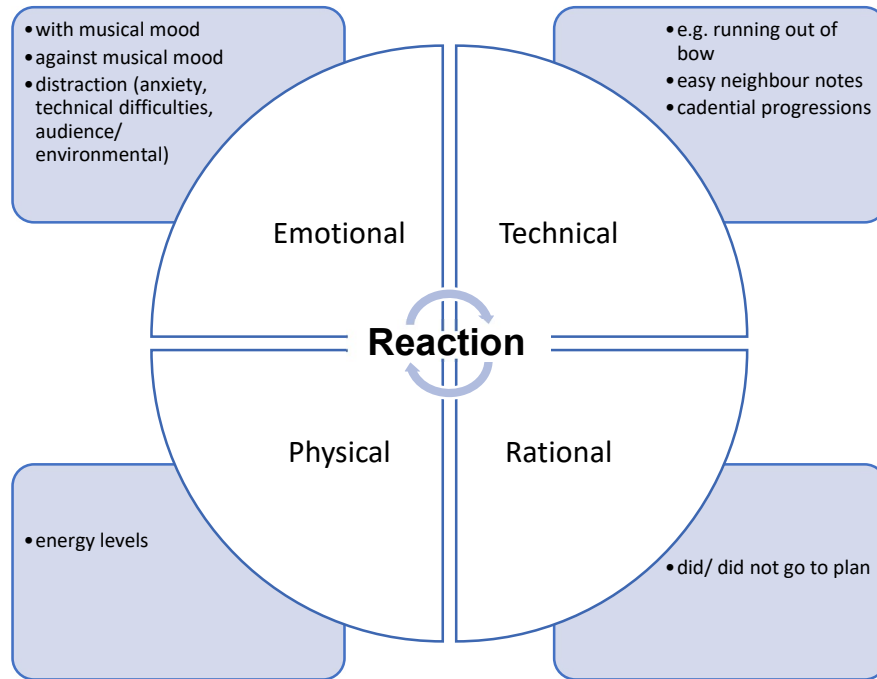 •with musical mood
•against musical mood
•distraction (anxiety,
technical difficulties,
audience/
environmental)
•e.g. running out of
bow
•easy neighbour notes
•cadential progressions
Emotional
Technical
Reaction
Physical
Rational
•energy levels
•did/ did not go to plan